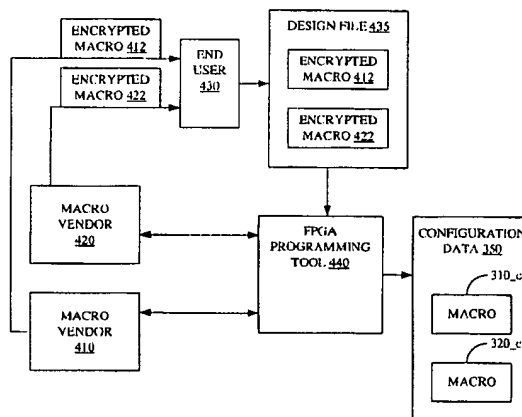 ENCRYPTED
MACRO 412
ENCRYPTED
MACRO 422
END
USER
430
DESIGN FILE 435
ENCRYPTED
MACRO 412
ENCRYPTED
MACRO 422
MACRO
VENDOR
420
MACRO
VENDOR
410
FPGA
PROGRAMMING
TOOL 440
CONFIGURATION
DATA 350
310_c
MACRO
320_c
MACRO